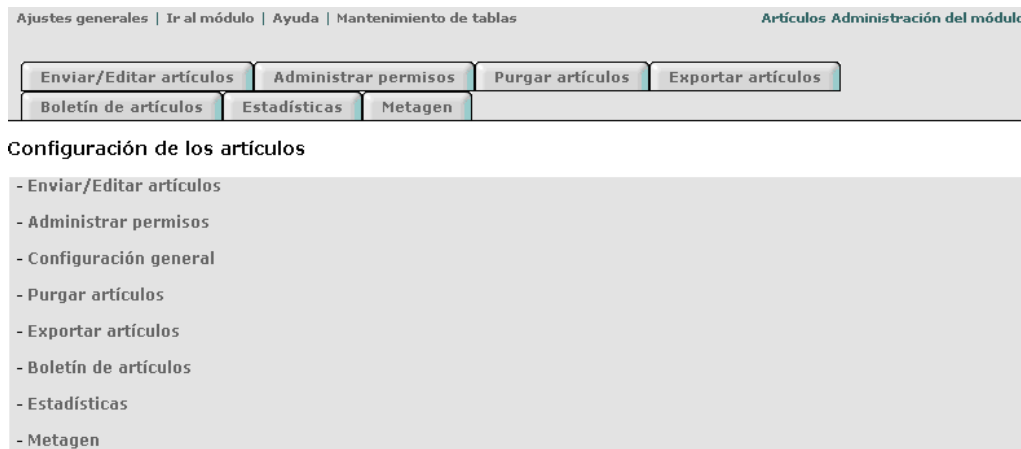 Ajustes generales | Ir al módulo | Ayuda | Mantenimiento de tablas Artículos Administración del módulo
Enviar/Editar artículos Administrar permisos Purgar artículos Exportar artículos
Boletín de artículos Estadísticas Metagen
Configuración de los artículos
- Enviar/Editar artículos
- Administrar permisos
- Configuración general
- Purgar artículos
- Exportar artículos
- Boletín de artículos
- Estadísticas
- Metagen